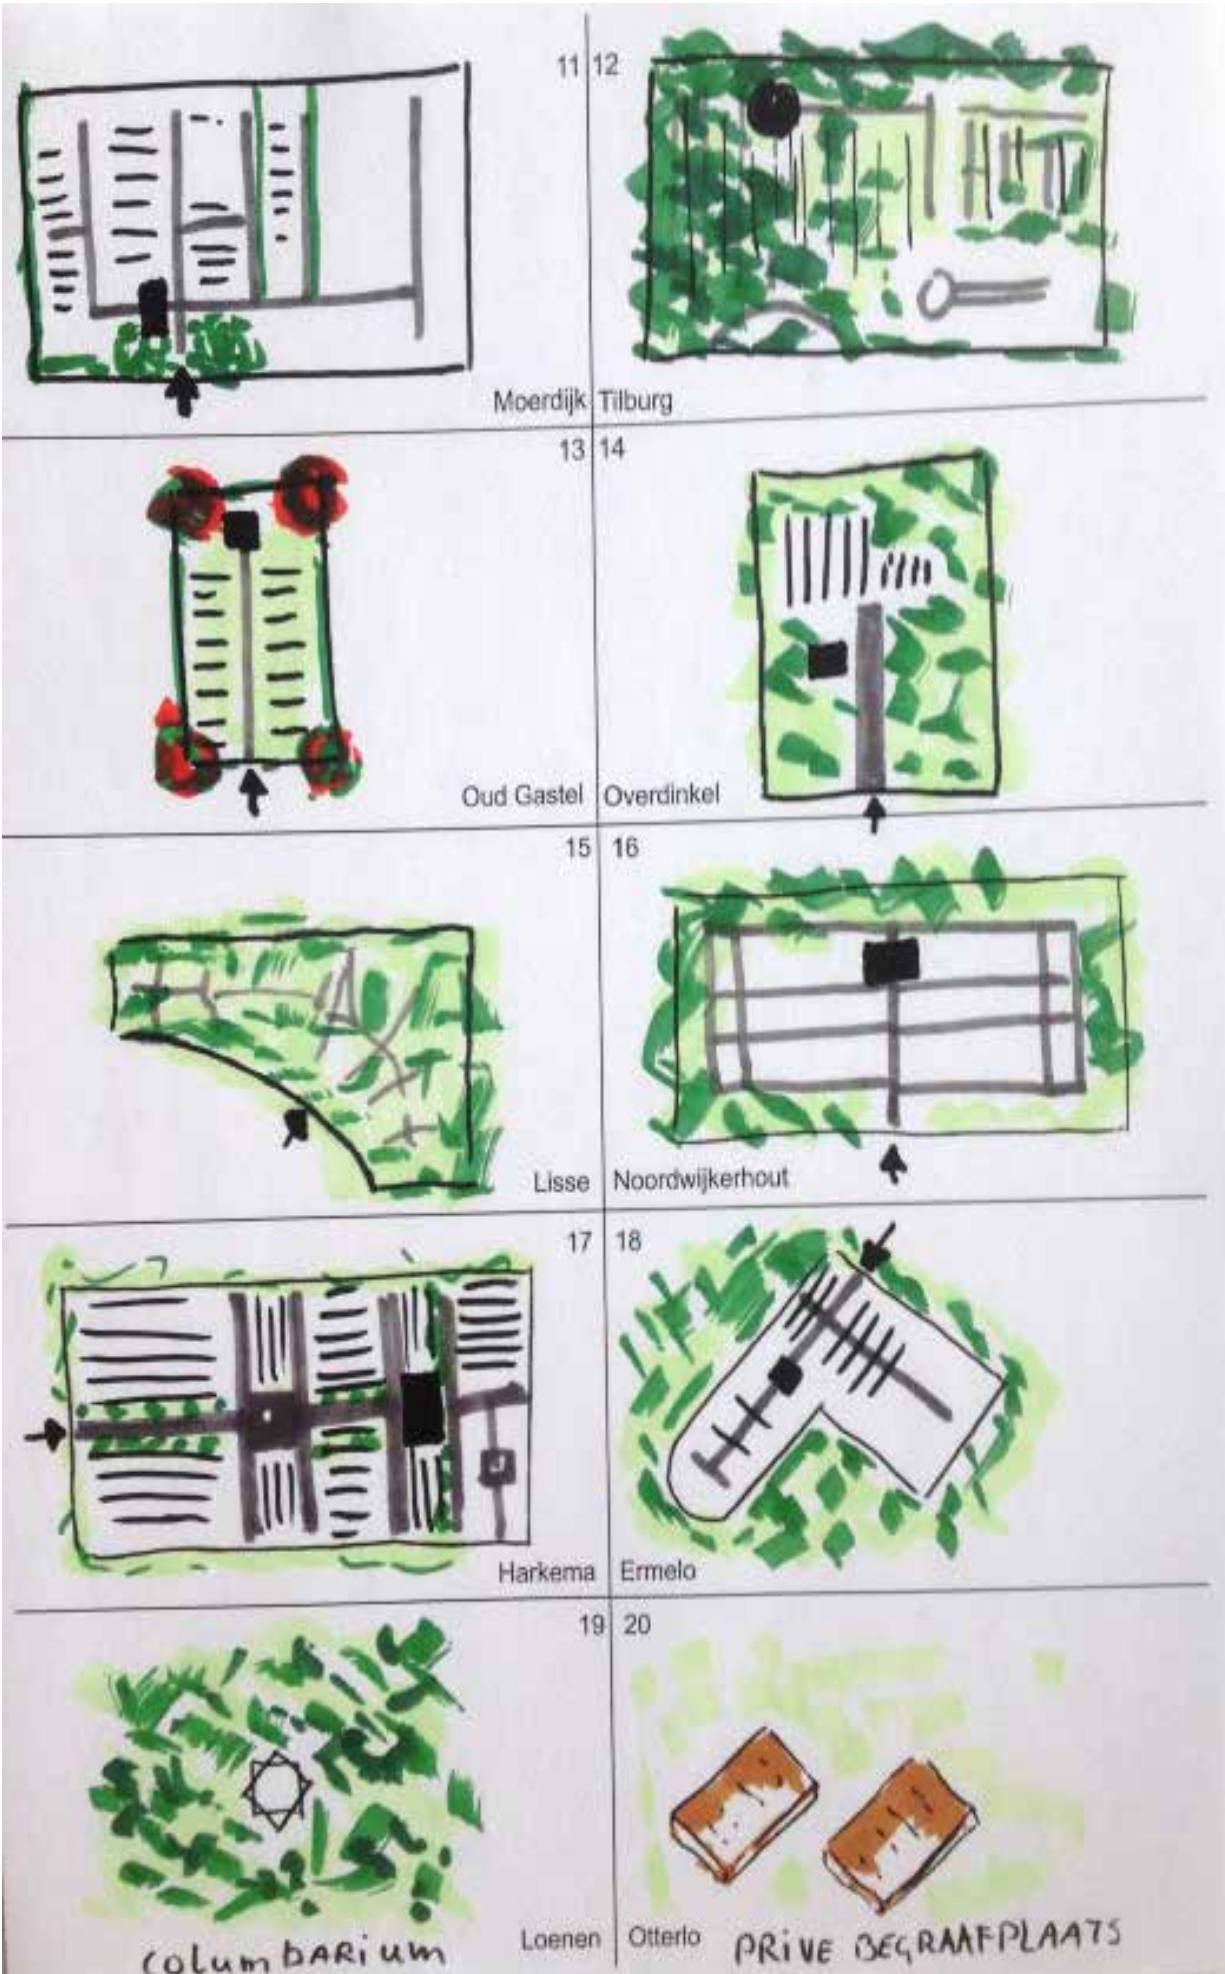 11 12
Moerdijk Tilburg
13 14
Oud Gastel Overdinkel
15 16
Lisse Noordwijkerhout
17 18
Harkema Ermelo
19 20
Loenen Otterlo PRIVE BEGRAAFPLAATS
columBARium